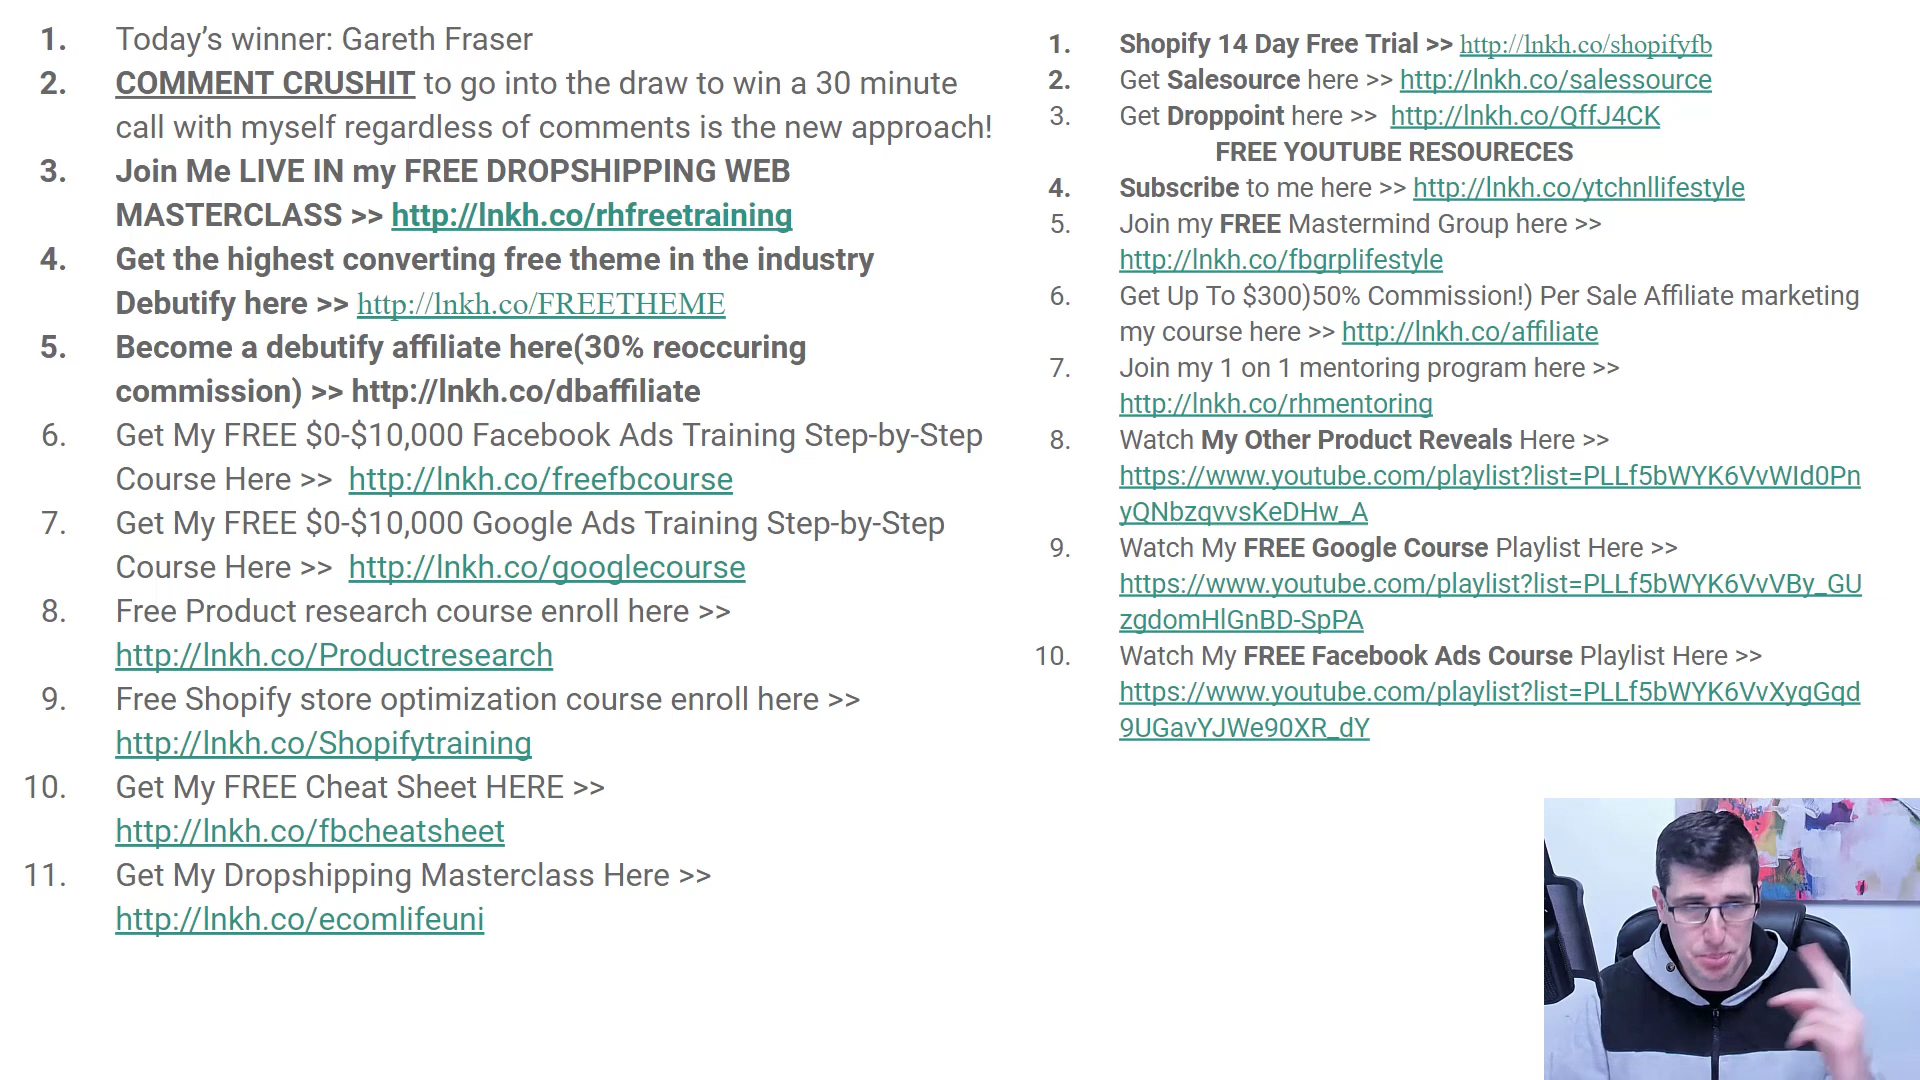 1. Today’s winner: Gareth Fraser
2. COMMENT CRUSHIT to go into the draw to win a 30 minute
call with myself regardless of comments is the new approach!
3. Join Me LIVE IN my FREE DROPSHIPPING WEB
MASTERCLASS >> http://lnkh.co/rhfreetraining
4. Get the highest converting free theme in the industry
Debutify here >> http://lnkh.co/FREETHEME
5. Become a debutify affiliate here(30% reoccuring
commission) >> http://lnkh.co/dbaffiliate
6. Get My FREE $0-$10,000 Facebook Ads Training Step-by-Step
Course Here >> http://lnkh.co/freefbcourse
7. Get My FREE $0-$10,000 Google Ads Training Step-by-Step
Course Here >> http://lnkh.co/googlecourse
8. Free Product research course enroll here >>
http://lnkh.co/Productresearch
9. Free Shopify store optimization course enroll here >>
http://lnkh.co/Shopifytraining
10. Get My FREE Cheat Sheet HERE >>
http://lnkh.co/fbcheatsheet
11. Get My Dropshipping Masterclass Here >>
http://lnkh.co/ecomlifeuni
1. Shopify 14 Day Free Trial >> http://lnkh.co/shopifyfb
2. Get Salesource here >> http://lnkh.co/salessource
3. Get Droppoint here >> http://lnkh.co/QffJ4CK
FREE YOUTUBE RESOURECES
4. Subscribe to me here >> http://lnkh.co/ytchnllifestyle
5. Join my FREE Mastermind Group here >>
http://lnkh.co/fbgrplifestyle
6. Get Up To $300)50% Commission!) Per Sale Affiliate marketing
my course here >> http://lnkh.co/affiliate
7. Join my 1 on 1 mentoring program here >>
http://lnkh.co/rhmentoring
8. Watch My Other Product Reveals Here >>
https://www.youtube.com/playlist?list=PLLf5bWYK6VvWId0Pn
yQNbzqvvsKeDHw_A
9. Watch My FREE Google Course Playlist Here >>
https://www.youtube.com/playlist?list=PLLf5bWYK6VvVBy_GU
zgdomHlGnBD-SpPA
10. Watch My FREE Facebook Ads Course Playlist Here >>
https://www.youtube.com/playlist?list=PLLf5bWYK6VvXygGqd
9UGavYJWe90XR_dY